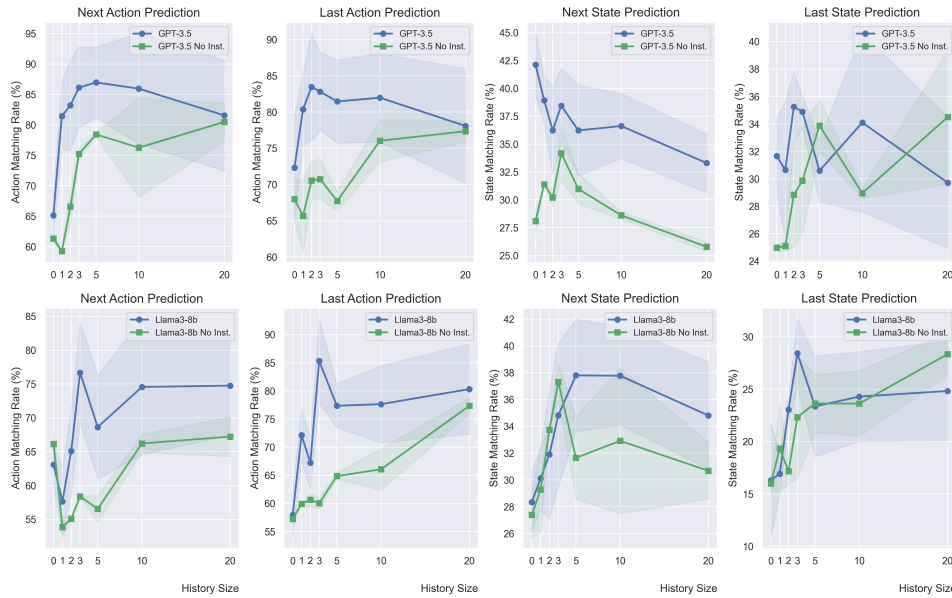 Next Action Prediction
Action Matching Rate (%)
95
90
85
80
75
70
65
60
GPT-3.5
GPT-3.5 No Inst.
0 1 2 3 5 10 20
Last Action Prediction
Action Matching Rate (%)
90
85
80
75
70
65
60
GPT-3.5
GPT-3.5 No Inst.
0 1 2 3 5 10 20
Next State Prediction
State Matching Rate (%)
45.0
42.5
40.0
37.5
35.0
32.5
30.0
27.5
25.0
GPT-3.5
GPT-3.5 No Inst.
0 1 2 3 5 10 20
Last State Prediction
State Matching Rate (%)
40
38
36
34
32
30
28
26
24
GPT-3.5
GPT-3.5 No Inst.
0 1 2 3 5 10 20
Next Action Prediction
Action Matching Rate (%)
85
80
75
70
65
60
55
Llama3-8b
Llama3-8b No Inst.
0 1 2 3 5 10 20
History Size
Last Action Prediction
Action Matching Rate (%)
90
85
80
75
70
65
60
55
Llama3-8b
Llama3-8b No Inst.
0 1 2 3 5 10 20
History Size
Next State Prediction
State Matching Rate (%)
42
40
38
36
34
32
30
28
26
Llama3-8b
Llama3-8b No Inst.
0 1 2 3 5 10 20
History Size
Last State Prediction
State Matching Rate (%)
30
25
20
15
10
Llama3-8b
Llama3-8b No Inst.
0 1 2 3 5 10 20
History Size